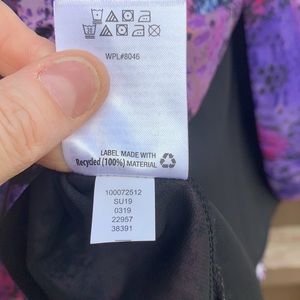 WPL#8046
LABEL MADE WITH
Recycled (100%)
MATERIAL
100072512
SU19
0319
22957
38391